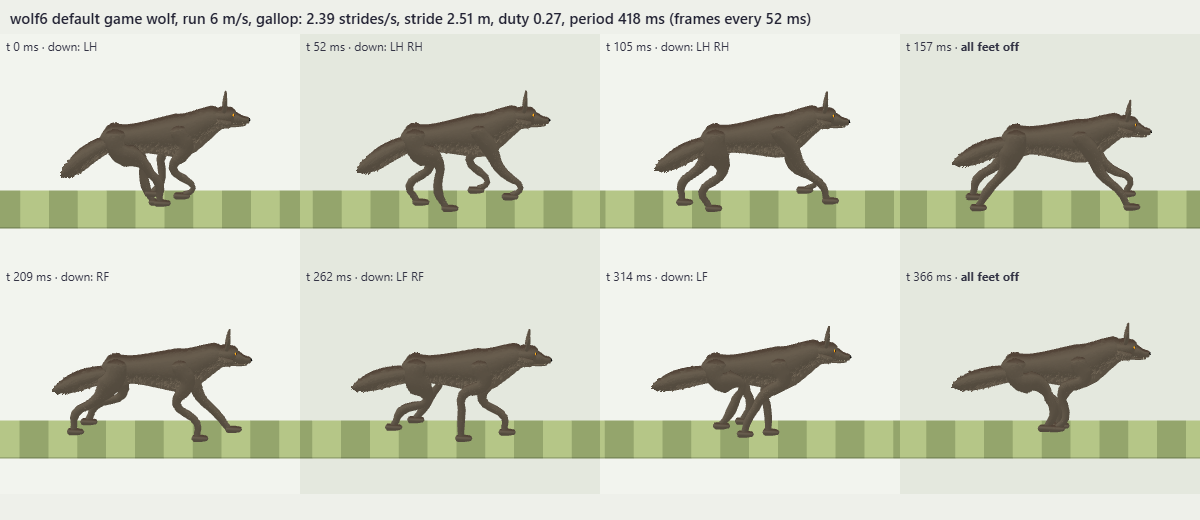 wolf6 default game wolf, run 6 m/s, gallop: 2.39 strides/s, stride 2.51 m, duty 0.27, period 418 ms (frames every 52 ms)
t 0 ms · down: LH
t 52 ms · down: LH RH
t 105 ms · down: LH RH
t 157 ms · all feet off
t 209 ms · down: RF
t 262 ms · down: LF RF
t 314 ms · down: LF
t 366 ms · all feet off